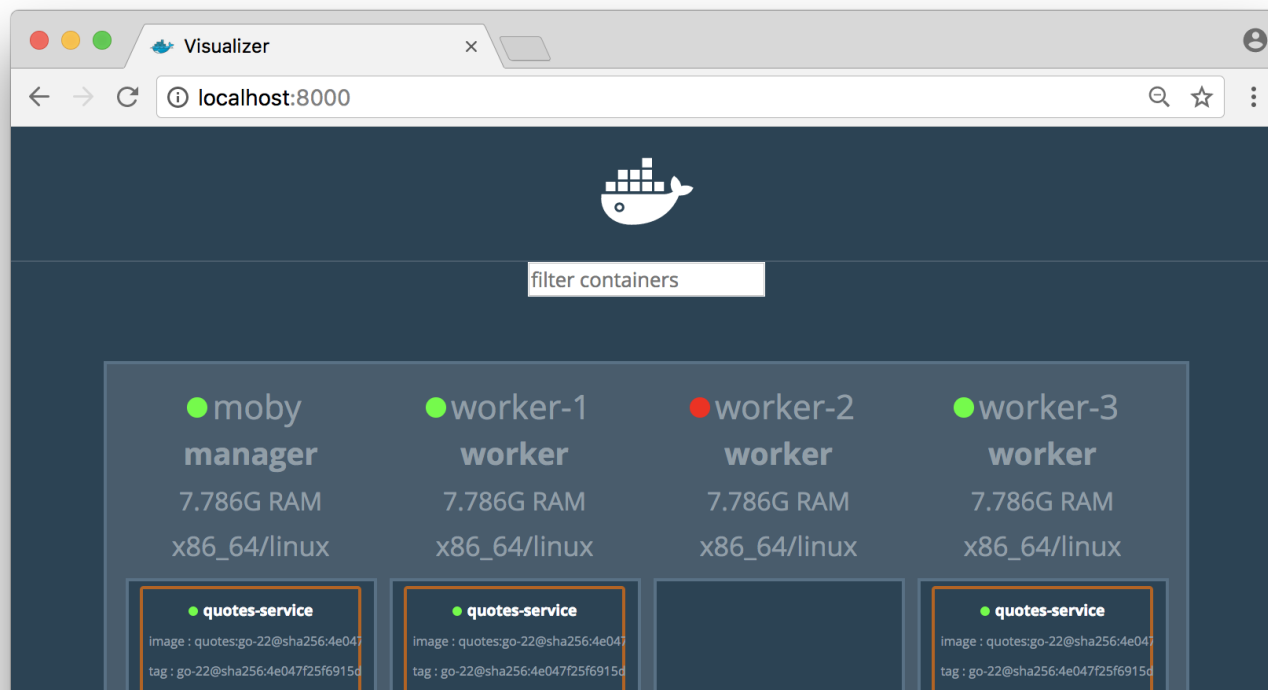 Visualizer
localhost:8000
filter containers
moby
manager
7.786G RAM
x86_64/linux
quotes-service
image : quotes:go-22@sha256:4e047
tag : go-22@sha256:4e047f25f6915d
worker-1
worker
7.786G RAM
x86_64/linux
quotes-service
image : quotes:go-22@sha256:4e047
tag : go-22@sha256:4e047f25f6915d
worker-2
worker
7.786G RAM
x86_64/linux
worker-3
worker
7.786G RAM
x86_64/linux
quotes-service
image : quotes:go-22@sha256:4e047
tag : go-22@sha256:4e047f25f6915d